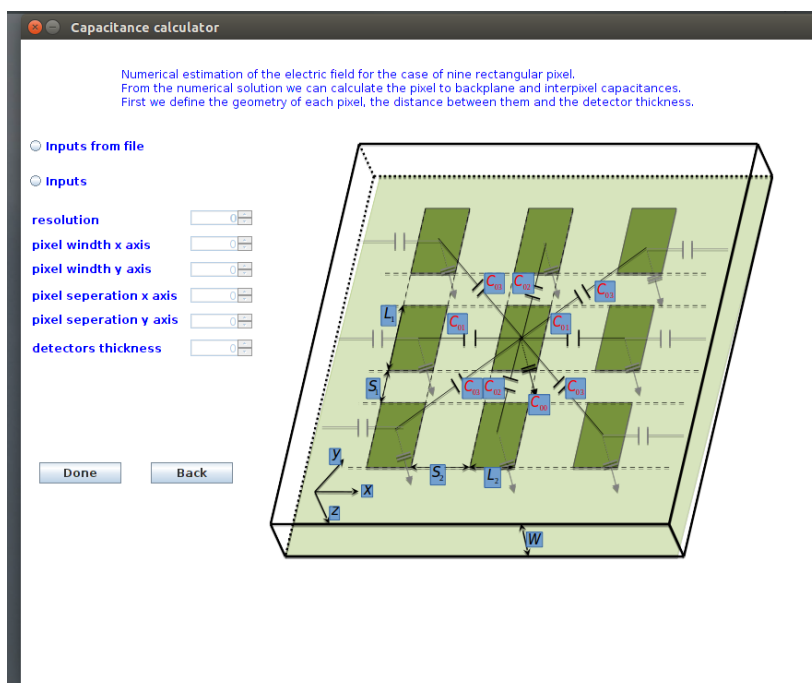 Capacitance calculator
Numerical estimation of the electric field for the case of nine rectangular pixel.
From the numerical solution we can calculate the pixel to backplane and interpixel capacitances.
First we define the geometry of each pixel, the distance between them and the detector thickness.
Inputs from file
Inputs
resolution 0
pixel windth x axis 0
pixel windth y axis 0
pixel seperation x axis 0
pixel seperation y axis 0
detectors thickness 0
Done Back
C03 C02 C03
L1 C01 C01
S1 C03 C02 C03
C00
y S2 L2
x
z
W